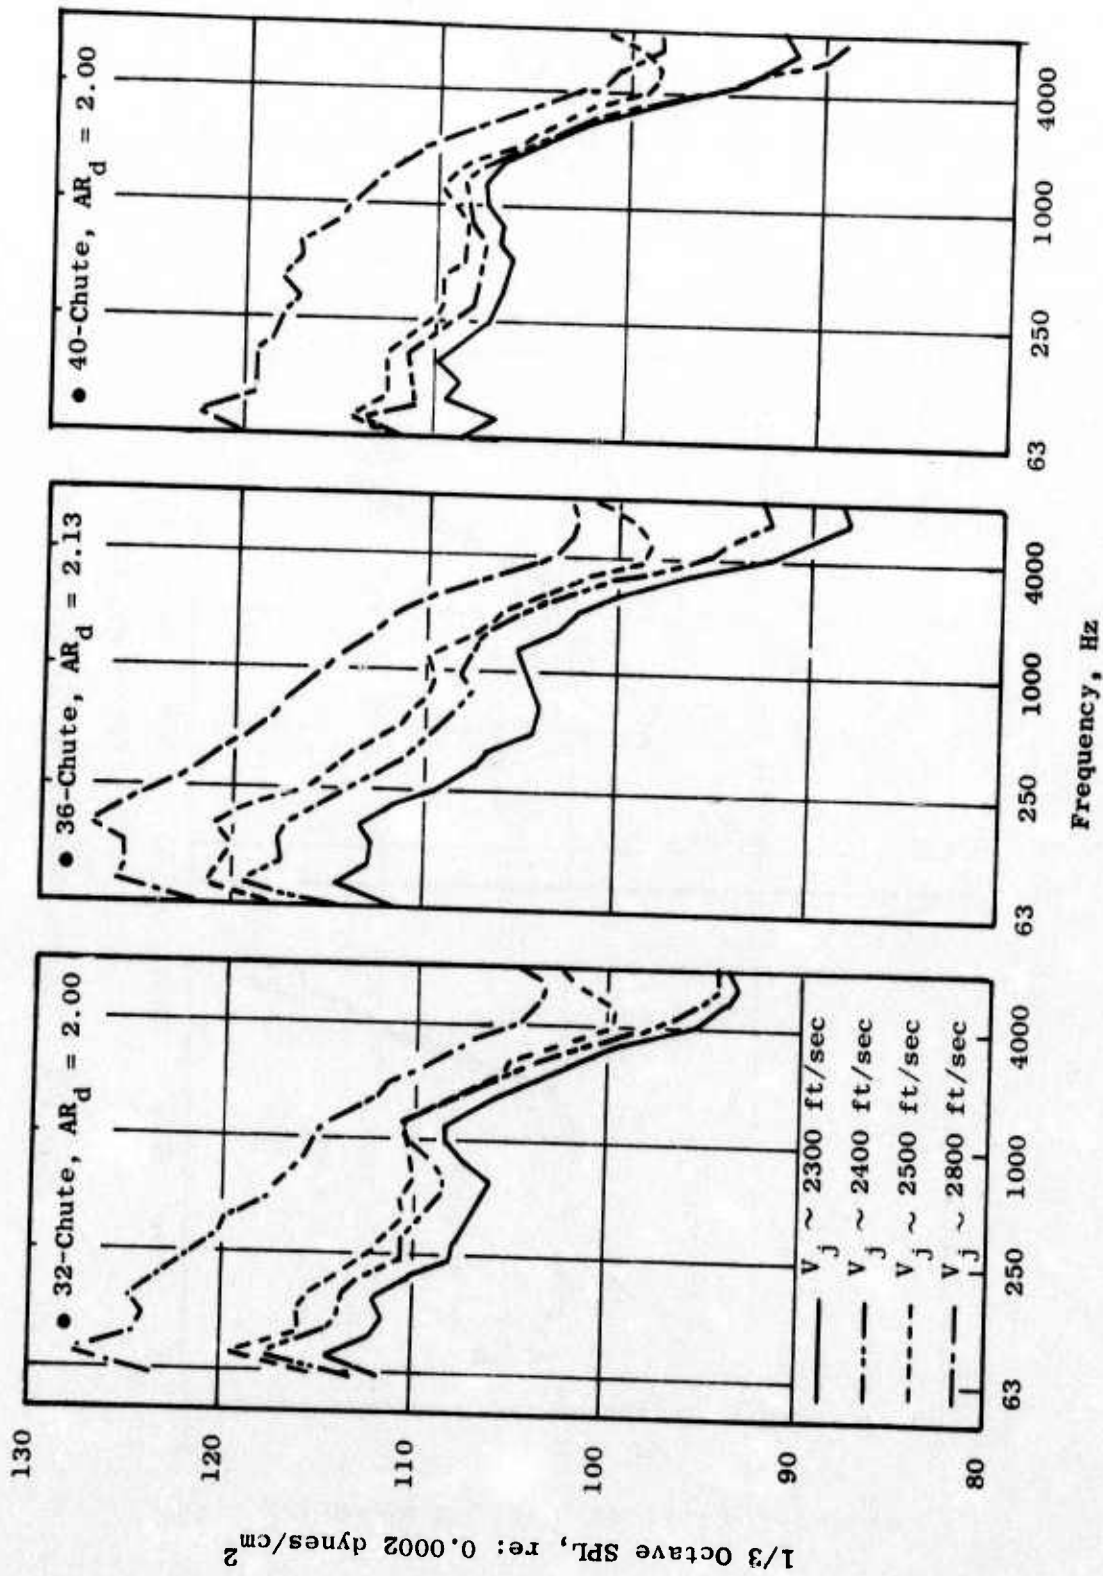 1/3 Octave SPL, re: 0.0002 dynes/cm²
130
120
110
100
90
80
● 32-Chute, AR_d = 2.00
V_j ~ 2300 ft/sec
V_j ~ 2400 ft/sec
V_j ~ 2500 ft/sec
V_j ~ 2800 ft/sec
63
250
1000
4000
● 36-Chute, AR_d = 2.13
63
250
1000
4000
● 40-Chute, AR_d = 2.00
63
250
1000
4000
Frequency, Hz